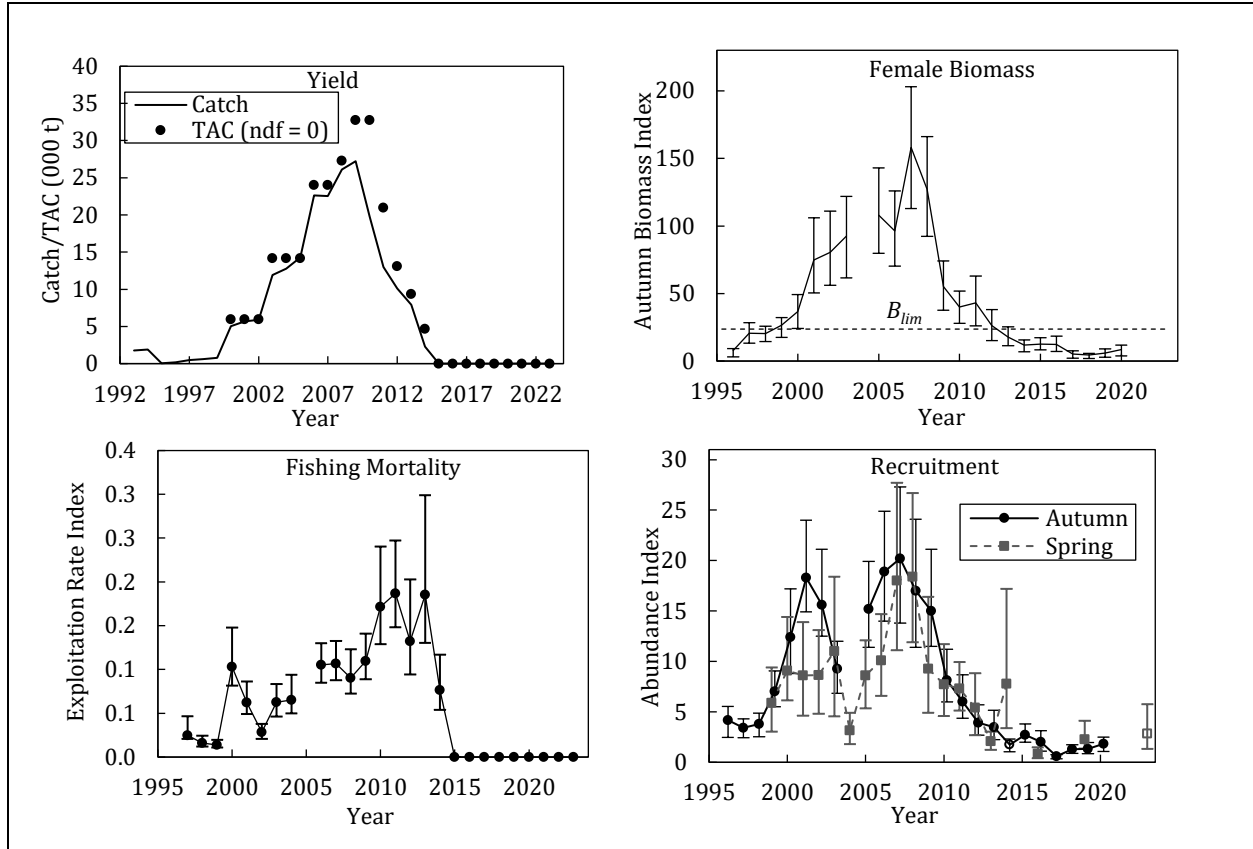 Yield
Catch
TAC (ndf = 0)
Catch/TAC (000 t)
40
35
30
25
20
15
10
5
0
1992 1997 2002 2007 2012 2017 2022
Year
Female Biomass
Autumn Biomass Index
200
150
100
50
0
Blim
1995 2000 2005 2010 2015 2020
Year
Fishing Mortality
Exploitation Rate Index
0.4
0.3
0.3
0.2
0.2
0.1
0.1
0.0
1995 2000 2005 2010 2015 2020
Year
Recruitment
Autumn
Spring
Abundance Index
30
25
20
15
10
5
0
1995 2000 2005 2010 2015 2020
Year